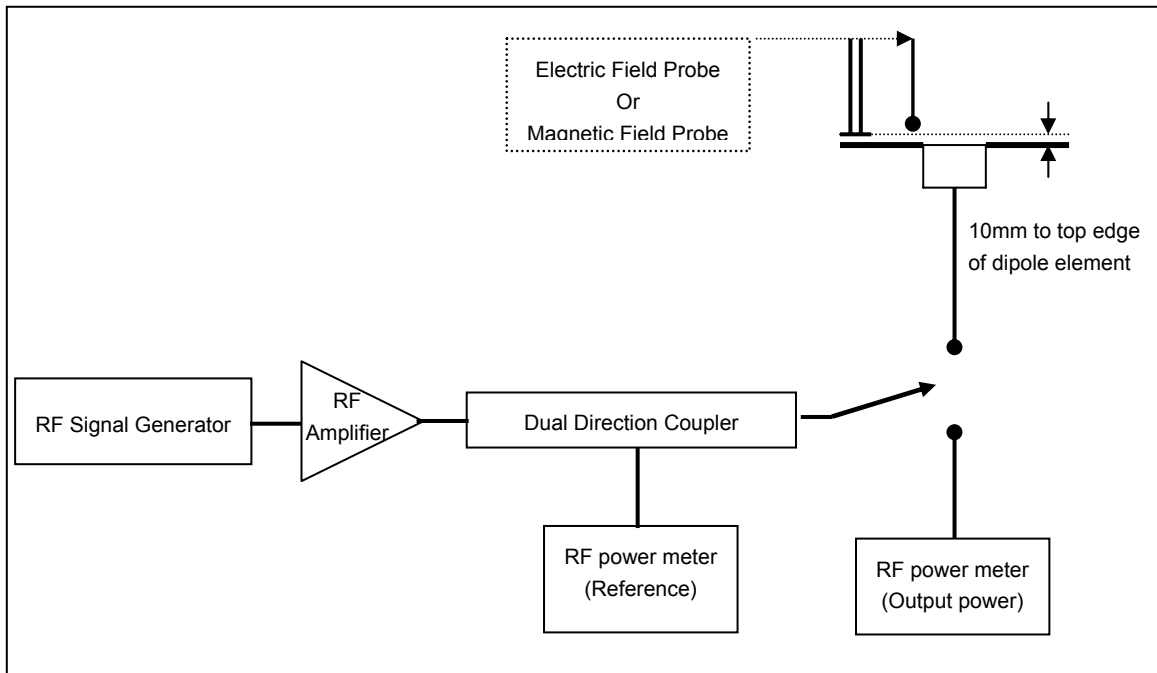 Electric Field Probe
Or
Magnetic Field Probe
10mm to top edge
of dipole element
RF Signal Generator
RF
Amplifier
Dual Direction Coupler
RF power meter
(Reference)
RF power meter
(Output power)